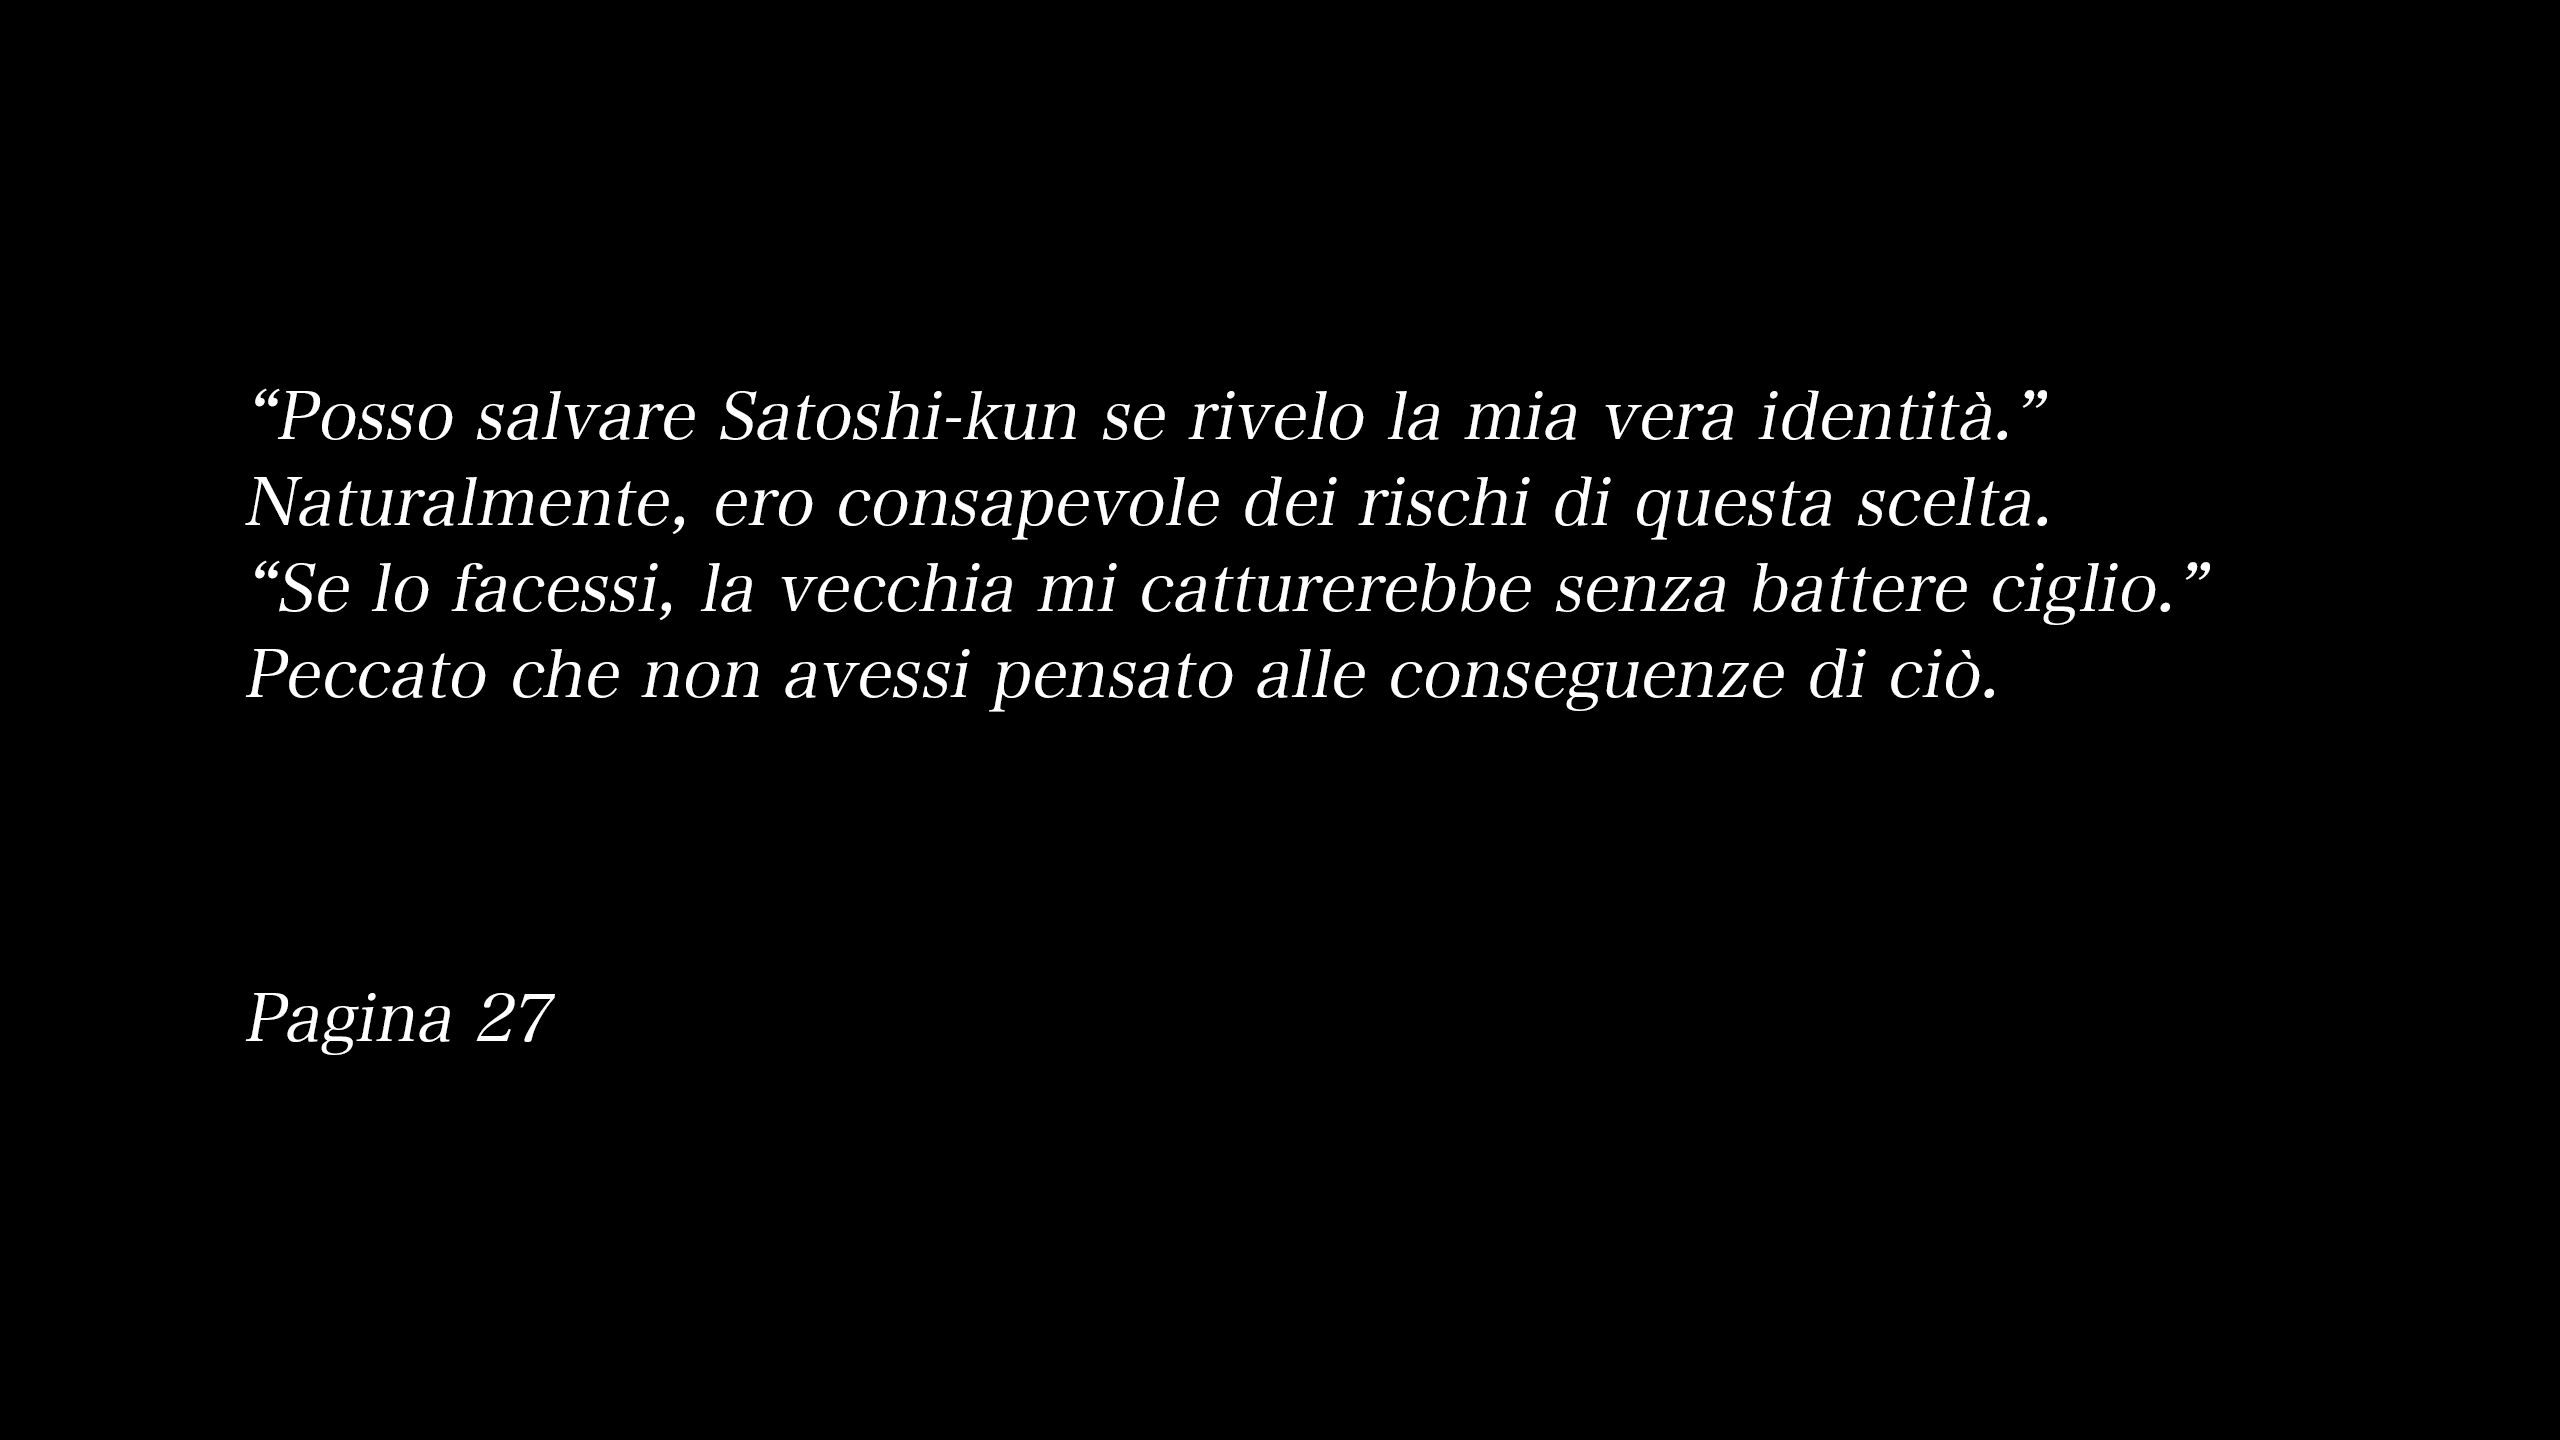 “Posso salvare Satoshi-kun se rivelo la mia vera identità.”
Naturalmente, ero consapevole dei rischi di questa scelta.
“Se lo facessi, la vecchia mi catturerebbe senza battere ciglio.”
Peccato che non avessi pensato alle conseguenze di ciò.
Pagina 27